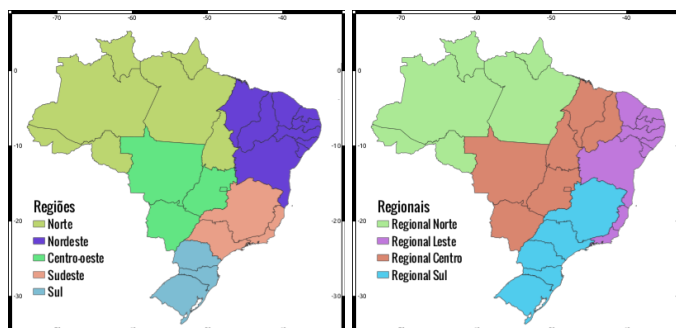 -70 -60 -50 -40
0
-10
-20
-30
Regiões
Norte
Nordeste
Centro-oeste
Sudeste
Sul
-70 -60 -50 -40
0
-10
-20
-30
Regionais
Regional Norte
Regional Leste
Regional Centro
Regional Sul